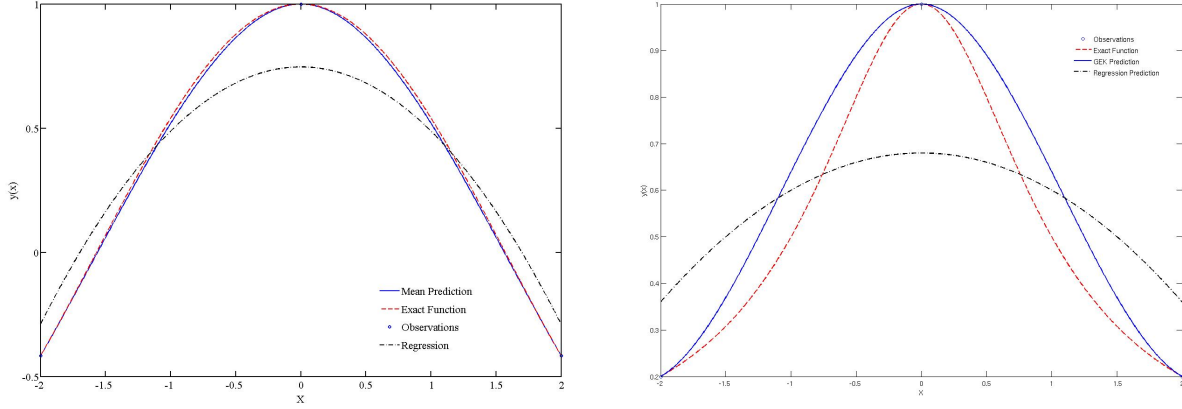 1
0.5
0
-0.5
y(x)
-2
-1.5
-1
-0.5
0
0.5
1
1.5
2
X
Mean Prediction
Exact Function
Observations
Regression
1
0.9
0.8
0.7
0.6
0.5
0.4
0.3
0.2
y(x)
-2
-1.5
-1
-0.5
0
0.5
1
1.5
2
X
Observations
Exact Function
GEK Prediction
Regression Prediction